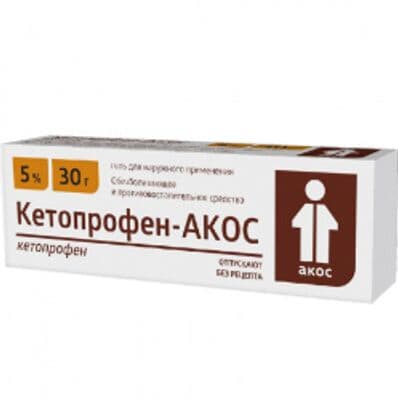 5% 30 г
гель для наружного применения
Обезболивающее
и противовоспалительное средство
Кетопрофен-АКОС
кетопрофен
ОТПУСКАЮТ
БЕЗ РЕЦЕПТА
акос